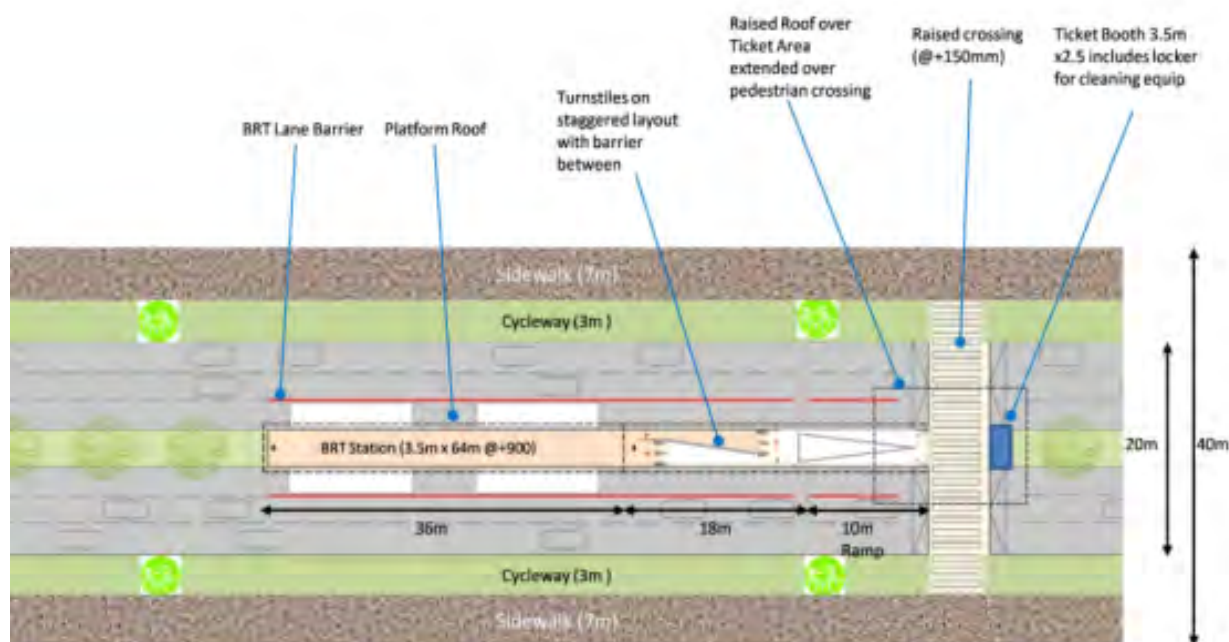 Raised Roof over
Ticket Area
extended over
pedestrian crossing
Raised crossing
(@+150mm)
Ticket Booth 3.5m
x2.5 includes locker
for cleaning equip
Turnstiles on
staggered layout
with barrier
between
BRT Lane Barrier
Platform Roof
Sidewalk (7m)
Cycleway (3m )
BRT Station (3.5m x 64m @+900)
20m
40m
36m
18m
10m
Ramp
Cycleway (3m )
Sidewalk (7m)